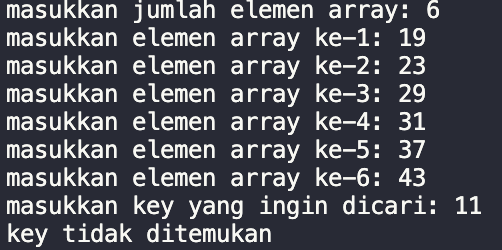 masukkan jumlah elemen array: 6
masukkan elemen array ke-1: 19
masukkan elemen array ke-2: 23
masukkan elemen array ke-3: 29
masukkan elemen array ke-4: 31
masukkan elemen array ke-5: 37
masukkan elemen array ke-6: 43
masukkan key yang ingin dicari: 11
key tidak ditemukan